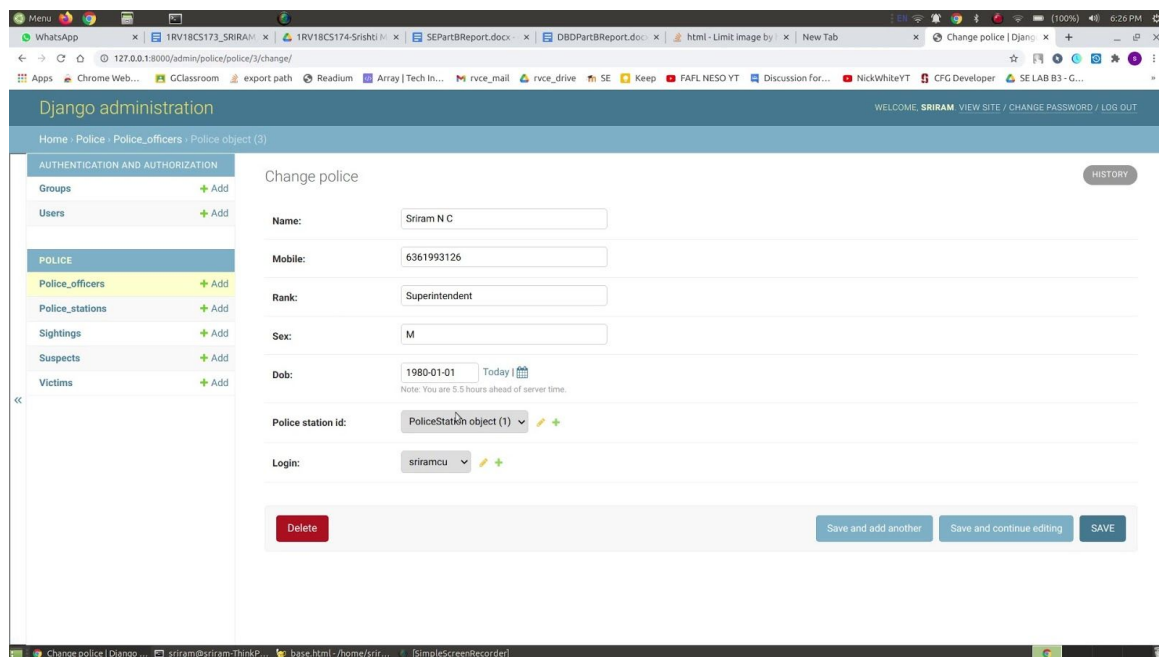 Menu EN (100%) 6:26 PM
WhatsApp 1RV18CS173_SRIRAM 1RV18CS174-Srishti M SEPartBReport.docx - DBDPartBReport.doc html - Limit image by New Tab Change police | Djang
127.0.0.1:8000/admin/police/police/3/change/
Apps Chrome Web... GClassroom export path Readium Array | Tech In... rvce_mail rvce_drive SE Keep FAFL NESO YT Discussion for... NickWhiteYT CFG Developer SE LAB B3 - G... »
Django administration WELCOME, SRIRAM. VIEW SITE / CHANGE PASSWORD / LOG OUT
Home › Police › Police_officers › Police object (3)
AUTHENTICATION AND AUTHORIZATION
Groups + Add
Users + Add
POLICE
Police_officers + Add
Police_stations + Add
Sightings + Add
Suspects + Add
Victims + Add
«
Change police HISTORY
Name: Sriram N C
Mobile: 6361993126
Rank: Superintendent
Sex: M
Dob: 1980-01-01 Today |
Note: You are 5.5 hours ahead of server time.
Police station id: PoliceStation object (1)
Login: sriramcu
Delete Save and add another Save and continue editing SAVE
Change police | Django ... sriram@sriram-ThinkP... base.html - /home/srir... [SimpleScreenRecorder]